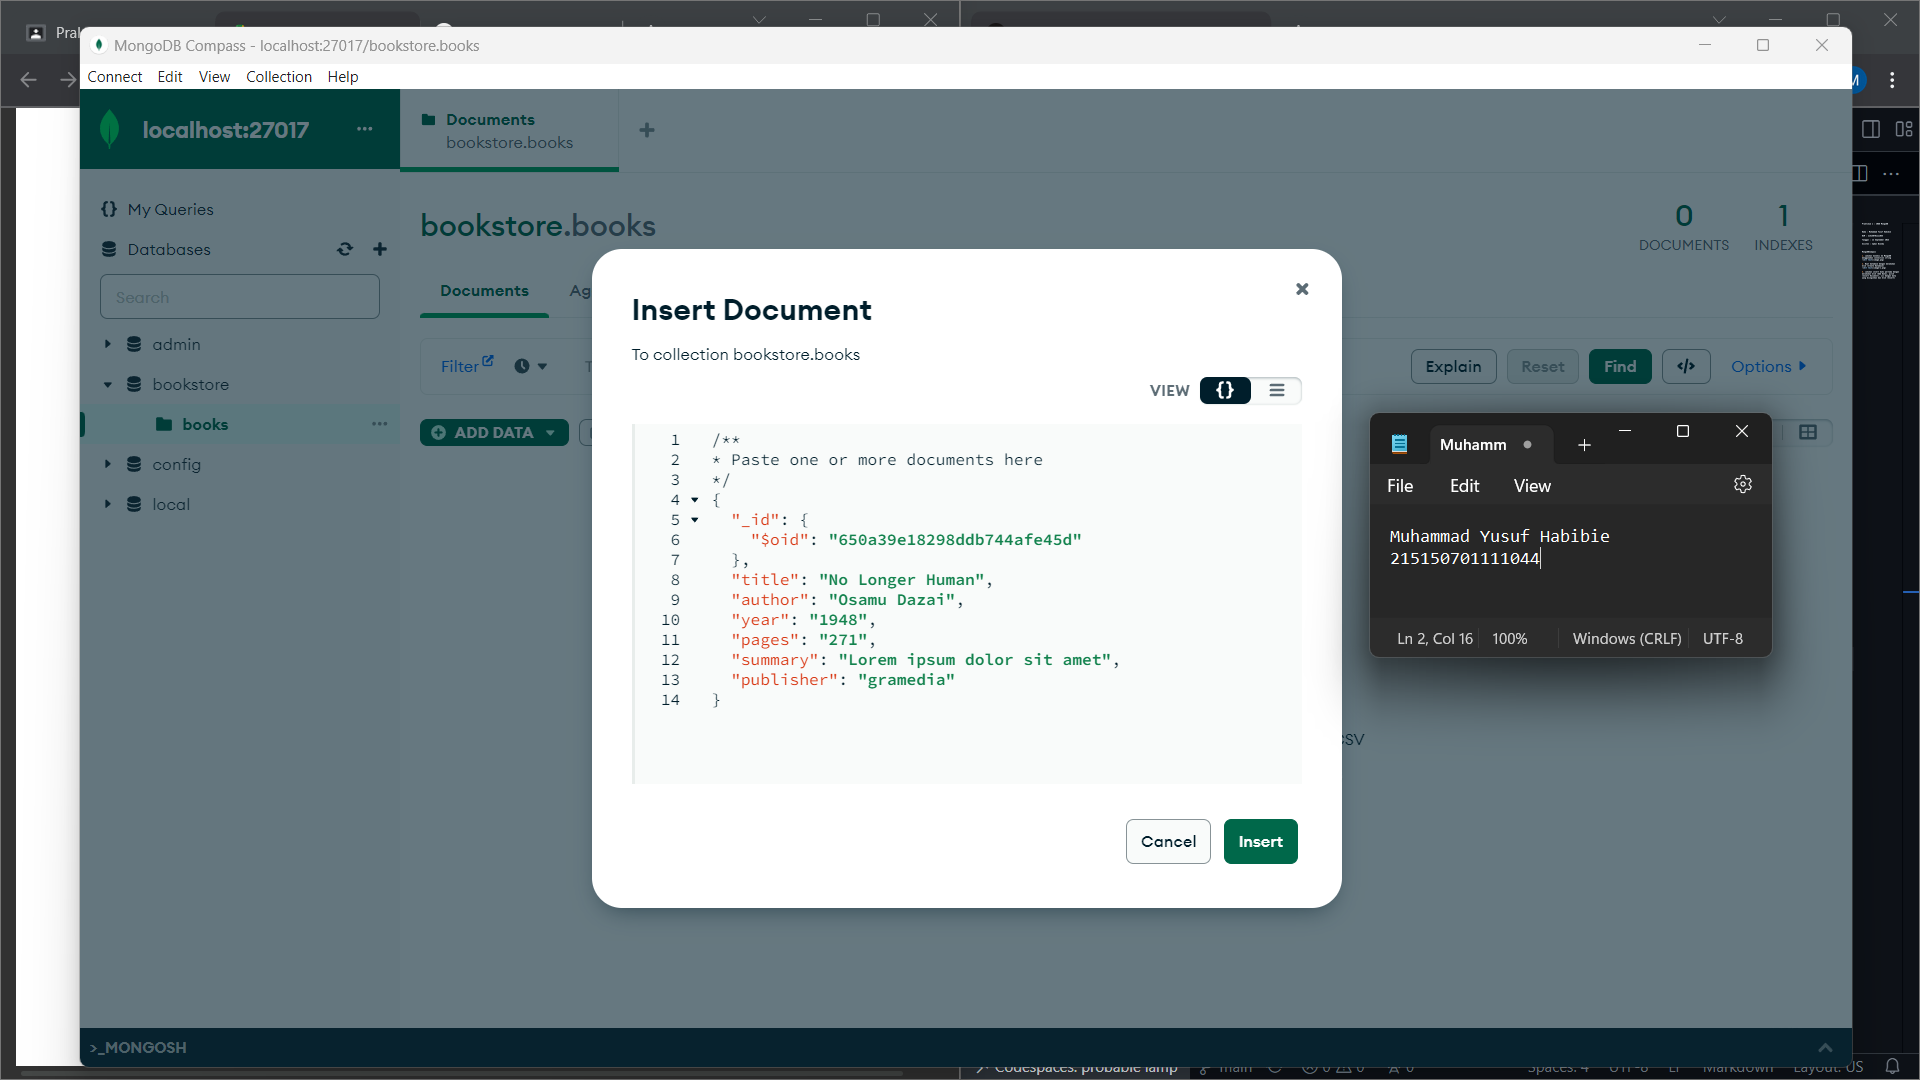 Pral
MongoDB Compass - localhost:27017/bookstore.books
Connect Edit View Collection Help
localhost:27017
Documents
bookstore.books
My Queries
Databases
Search
admin
bookstore
books
config
local
bookstore.books
0
DOCUMENTS
1
INDEXES
Documents
Ag
Filter
Explain
Reset
Find
Options
ADD DATA
Insert Document
To collection bookstore.books
VIEW
1 /**
2 * Paste one or more documents here
3 */
4 {
5 "_id": {
6 "$oid": "650a39e18298ddb744afe45d"
7 },
8 "title": "No Longer Human",
9 "author": "Osamu Dazai",
10 "year": "1948",
11 "pages": "271",
12 "summary": "Lorem ipsum dolor sit amet",
13 "publisher": "gramedia"
14 }
Cancel
Insert
CSV
Muhamm
File Edit View
Muhammad Yusuf Habibie
215150701111044
Ln 2, Col 16 100% Windows (CRLF) UTF-8
>_MONGOSH
Codespaces: probable lamp main 0 0 0 Spaces: 4 UTF-8 LF Markdown Layout: US